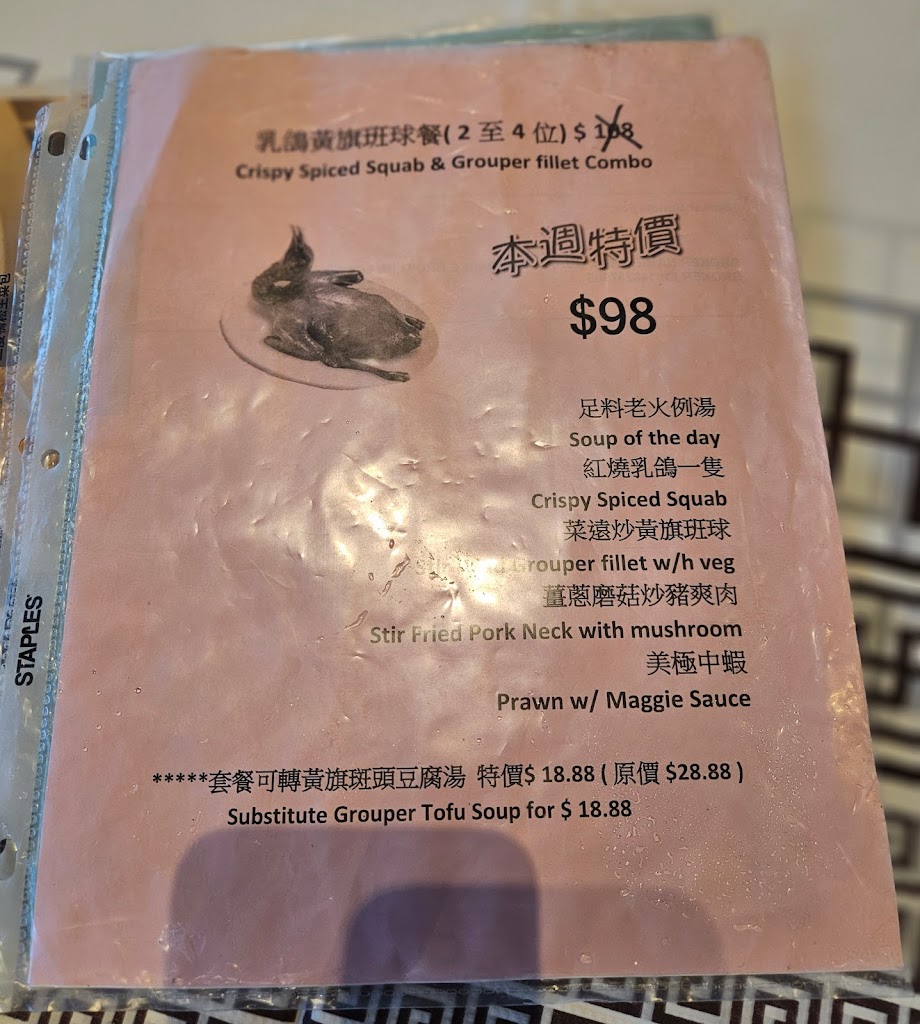 乳鴿黃旗班球餐( 2 至 4 位) $ 108
Crispy Spiced Squab & Grouper fillet Combo
本週特價
$98
足料老火例湯
Soup of the day
紅燒乳鴿一隻
Crispy Spiced Squab
菜遠炒黃旗班球
Grouper fillet w/h veg
薑蔥磨菇炒豬爽肉
Stir Fried Pork Neck with mushroom
美極中蝦
Prawn w/ Maggie Sauce
*****套餐可轉黃旗斑頭豆腐湯 特價$ 18.88 ( 原價 $28.88 )
Substitute Grouper Tofu Soup for $ 18.88
STAPLES